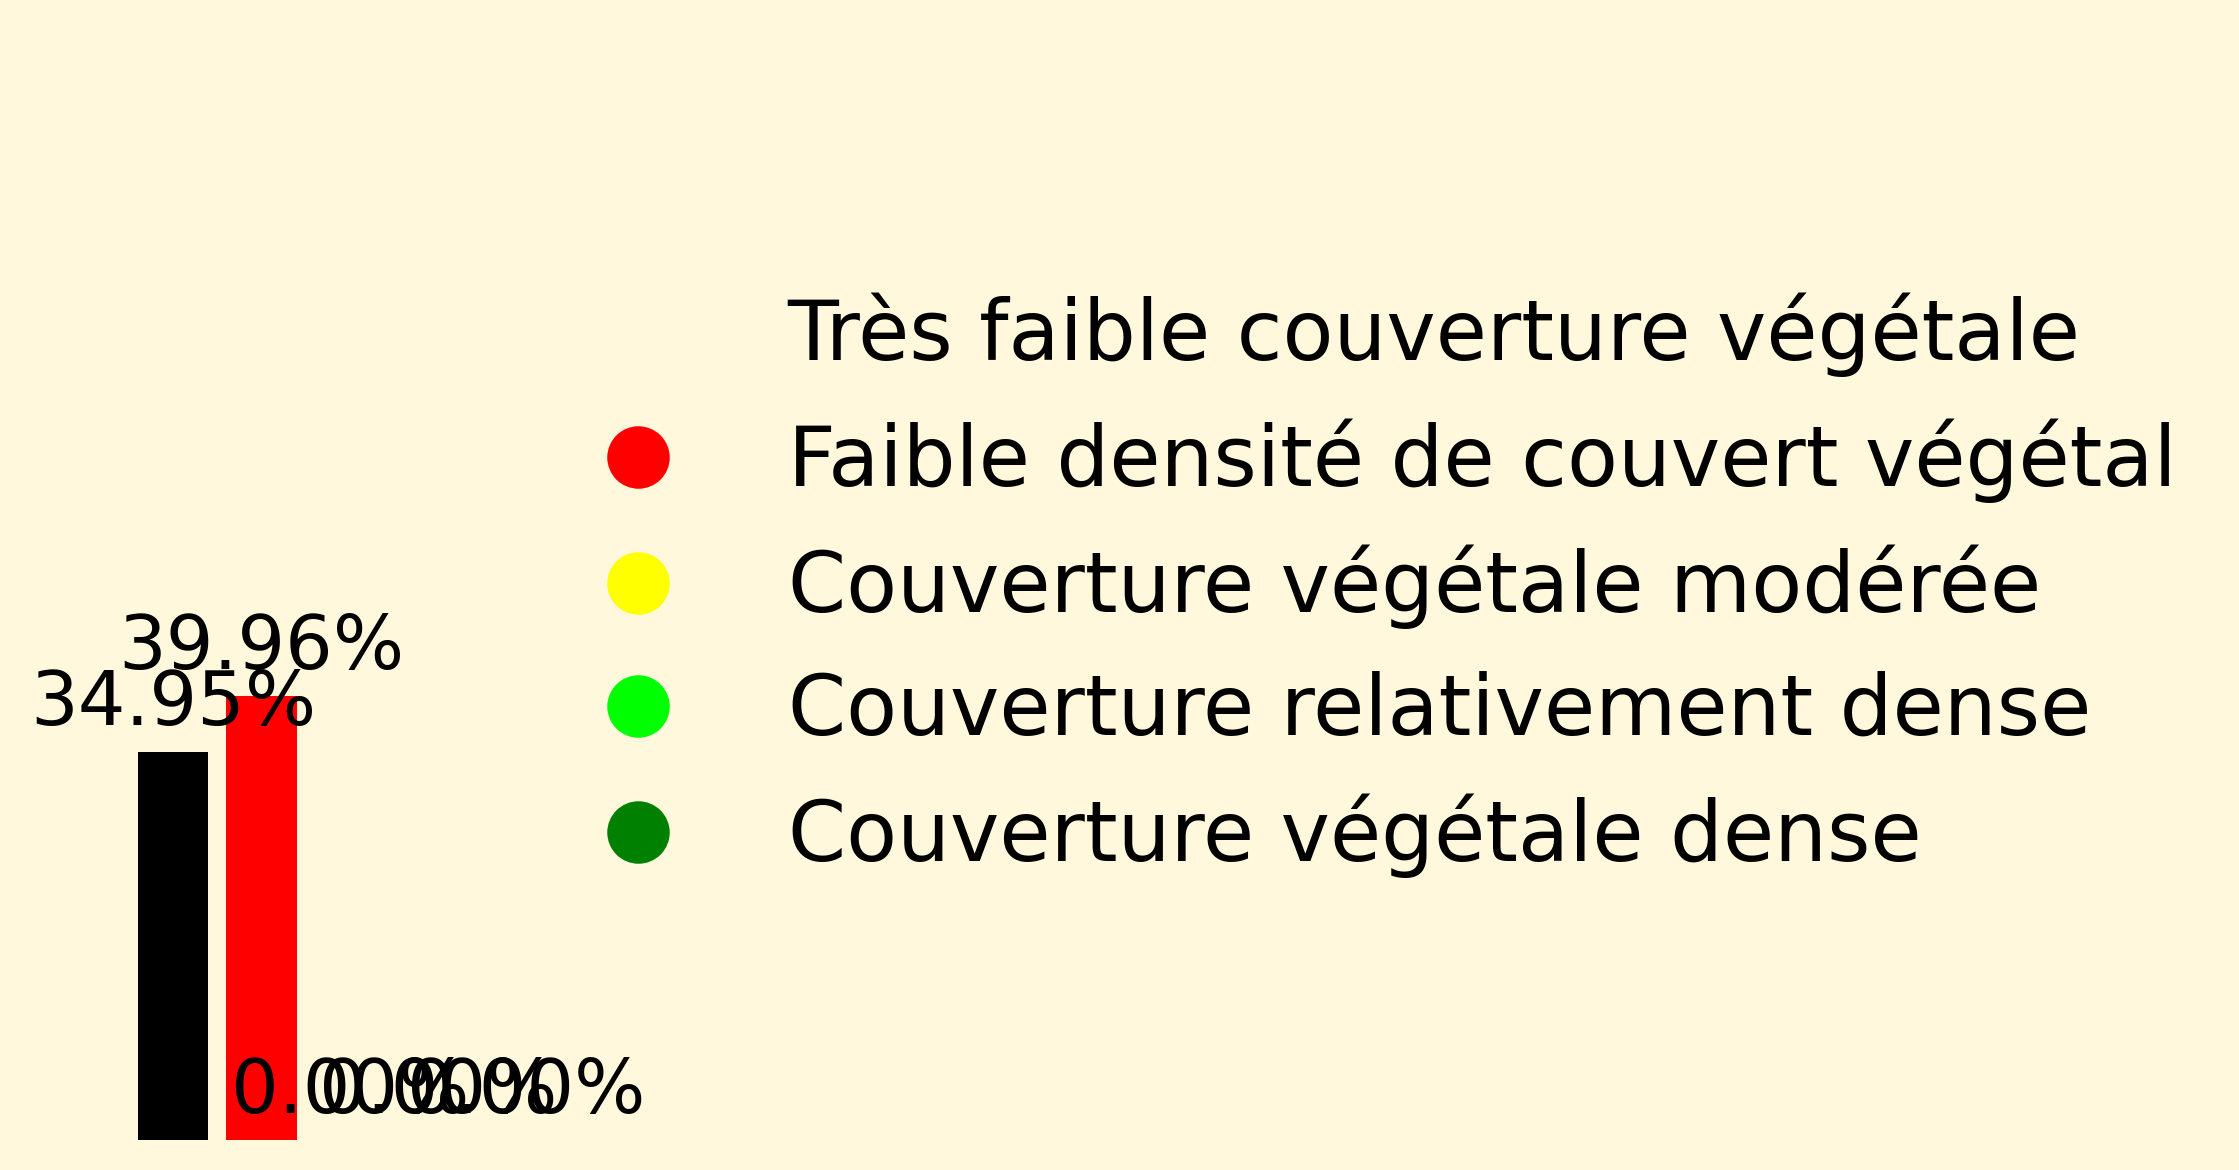 Très faible couverture végétale
Faible densité de couvert végétal
Couverture végétale modérée
Couverture relativement dense
Couverture végétale dense
39.96%
34.95%
0.00%
0.00%
0.00%